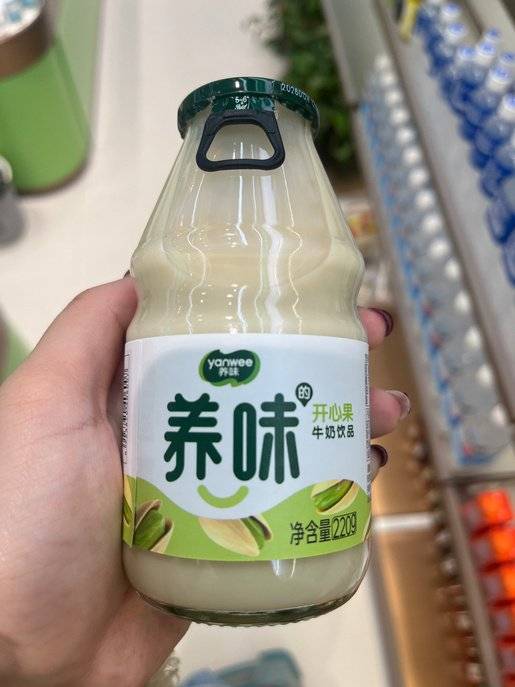 yanwee
养味
养味的
开心果
牛奶饮品
净含量220g